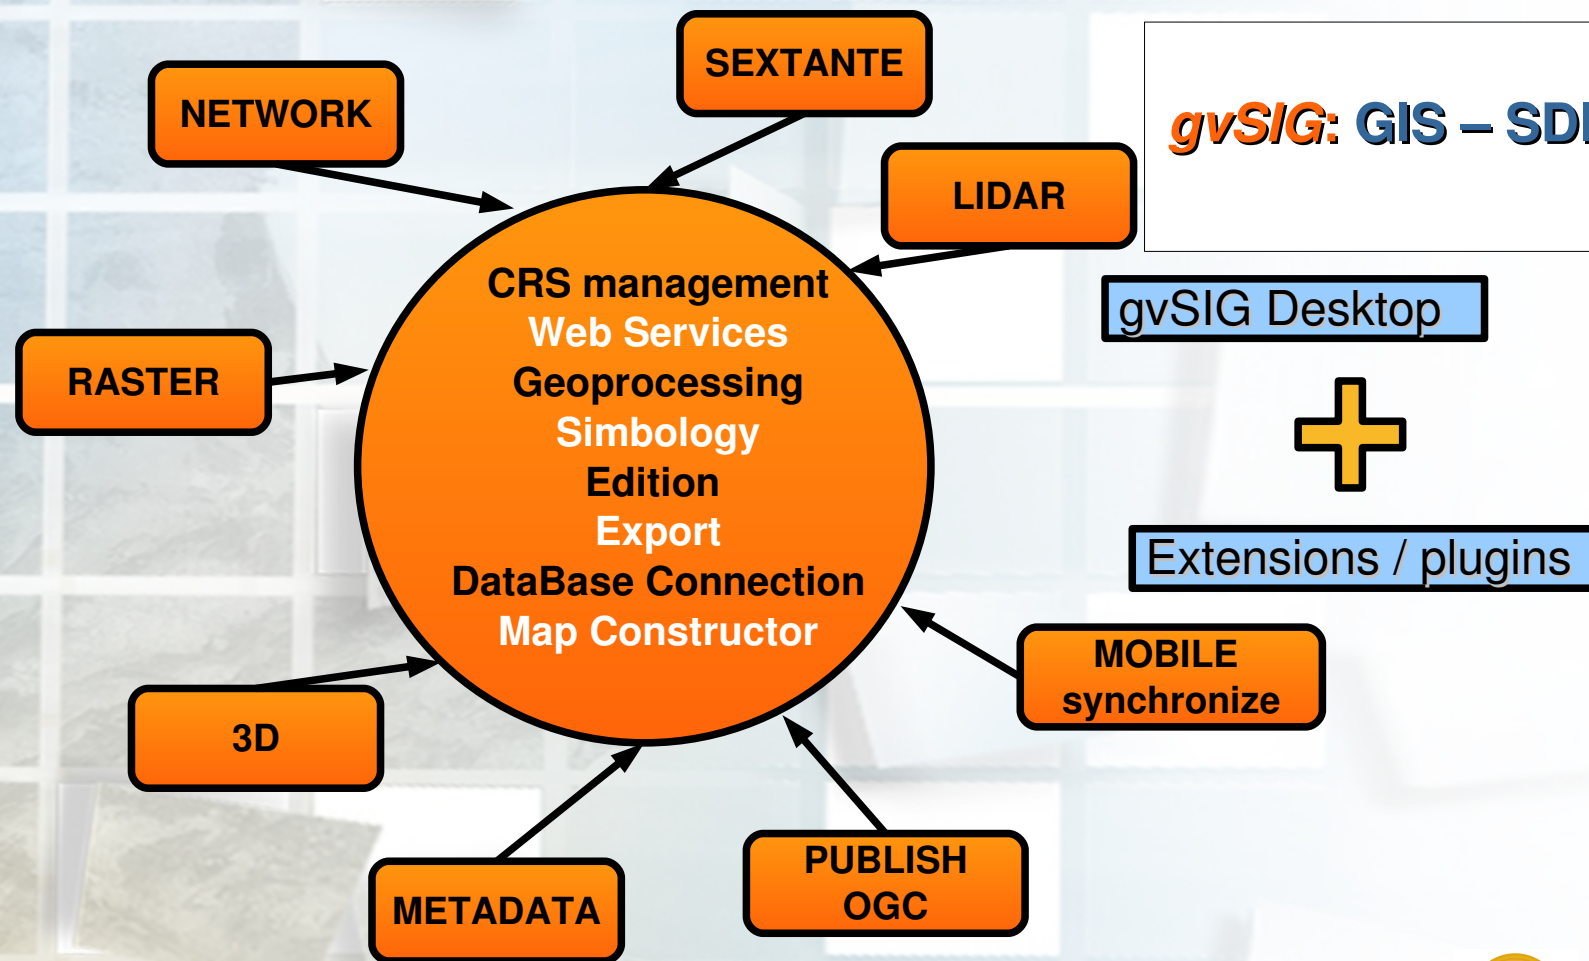 SEXTANTE
NETWORK
gvSIG: GIS – SDI
LIDAR
CRS management
Web Services
Geoprocessing
Simbology
Edition
Export
DataBase Connection
Map Constructor
gvSIG Desktop
RASTER
Extensions / plugins
MOBILE
synchronize
3D
PUBLISH
OGC
METADATA